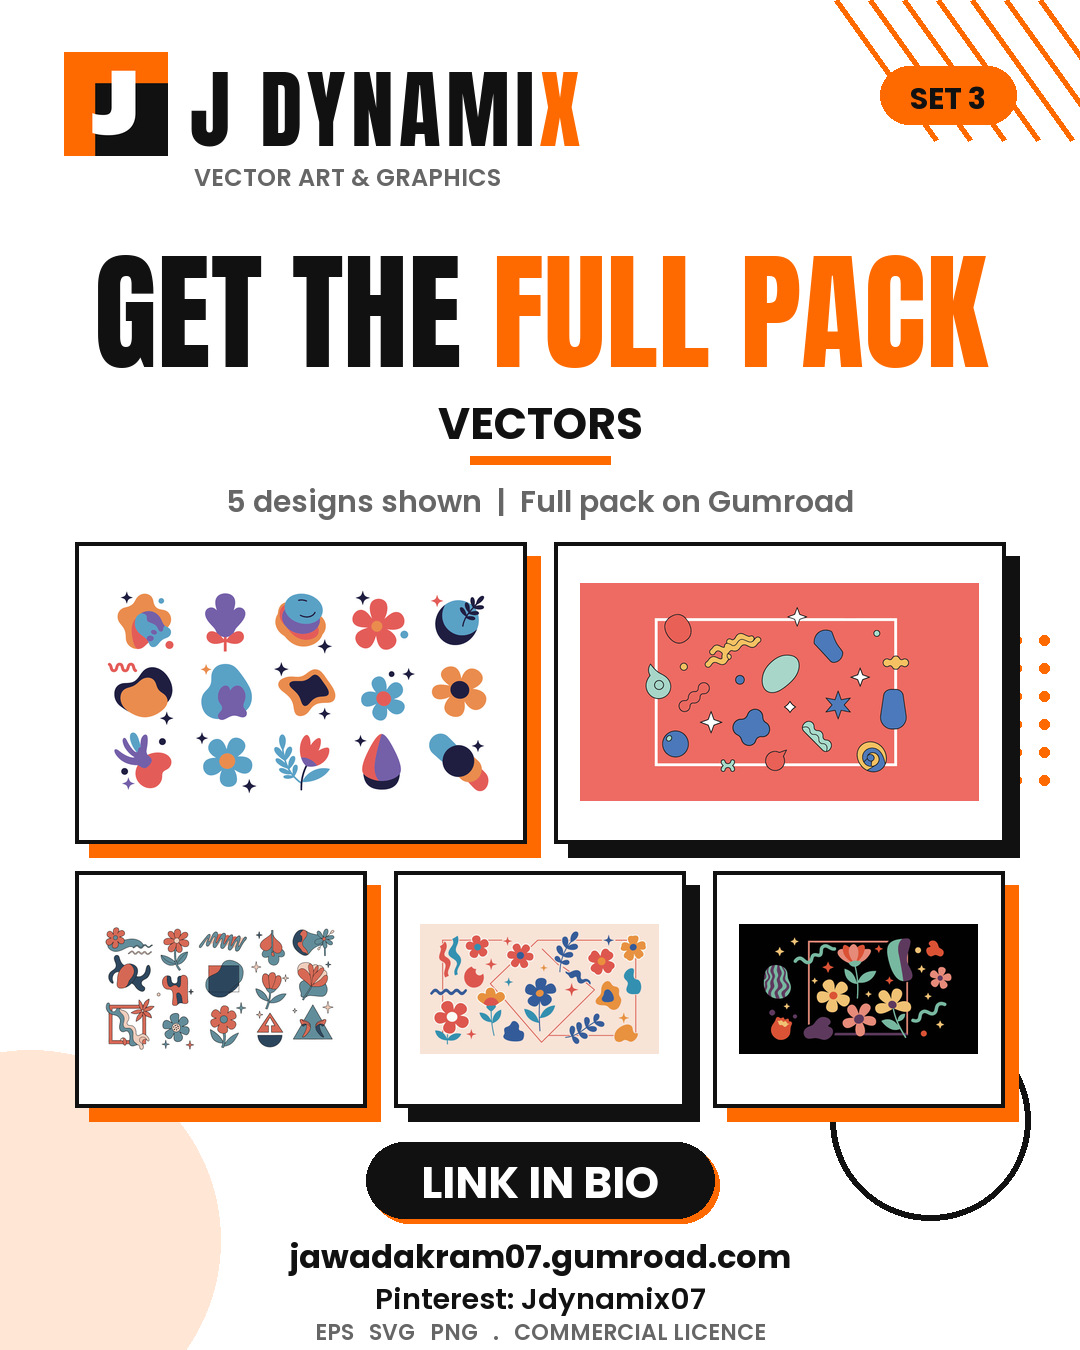 J
J DYNAMIX
VECTOR ART & GRAPHICS
SET 3
GET THE FULL PACK
VECTORS
5 designs shown | Full pack on Gumroad
LINK IN BIO
jawadakram07.gumroad.com
Pinterest: Jdynamix07
EPS SVG PNG . COMMERCIAL LICENCE